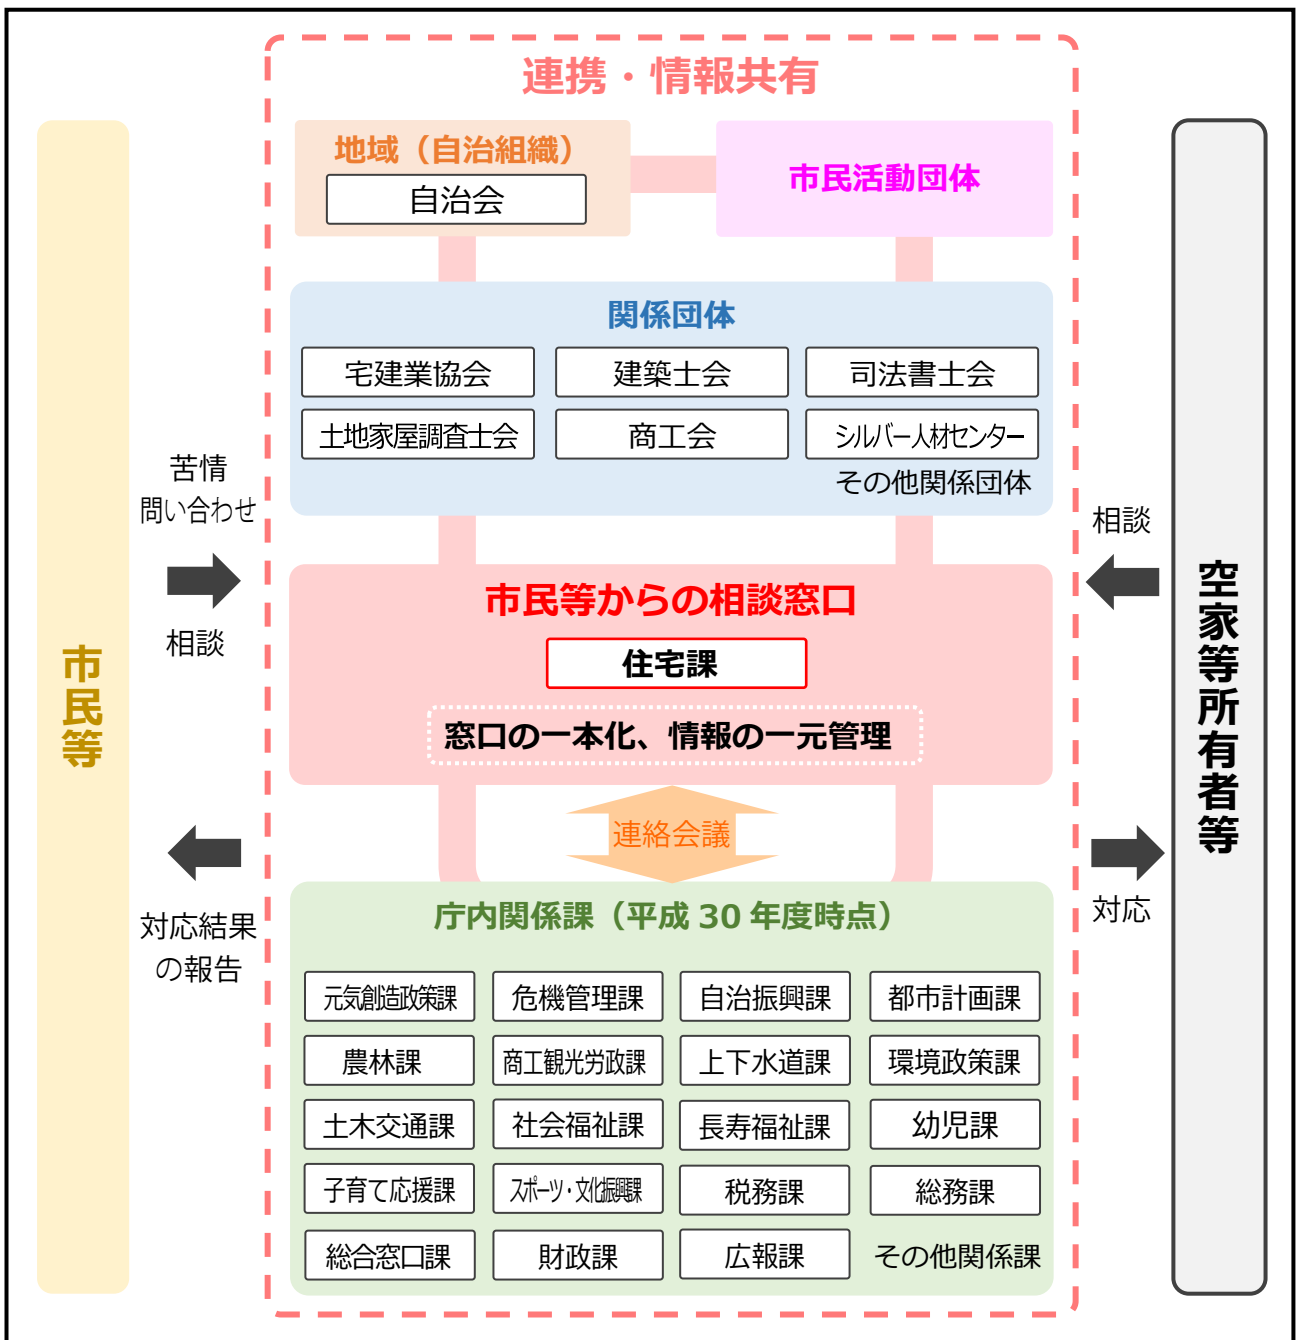 連携・情報共有
地域（自治組織）
自治会
市民活動団体
関係団体
宅建業協会
建築士会
司法書士会
土地家屋調査士会
商工会
シルバー人材センター
その他関係団体
苦情
問い合わせ
相談
相談
市民等からの相談窓口
住宅課
窓口の一本化、情報の一元管理
市民等
空家等所有者等
連絡会議
対応結果
の報告
対応
庁内関係課（平成 30 年度時点）
元気創造政策課
危機管理課
自治振興課
都市計画課
農林課
商工観光労政課
上下水道課
環境政策課
土木交通課
社会福祉課
長寿福祉課
幼児課
子育て応援課
スポーツ・文化振興課
税務課
総務課
総合窓口課
財政課
広報課
その他関係課